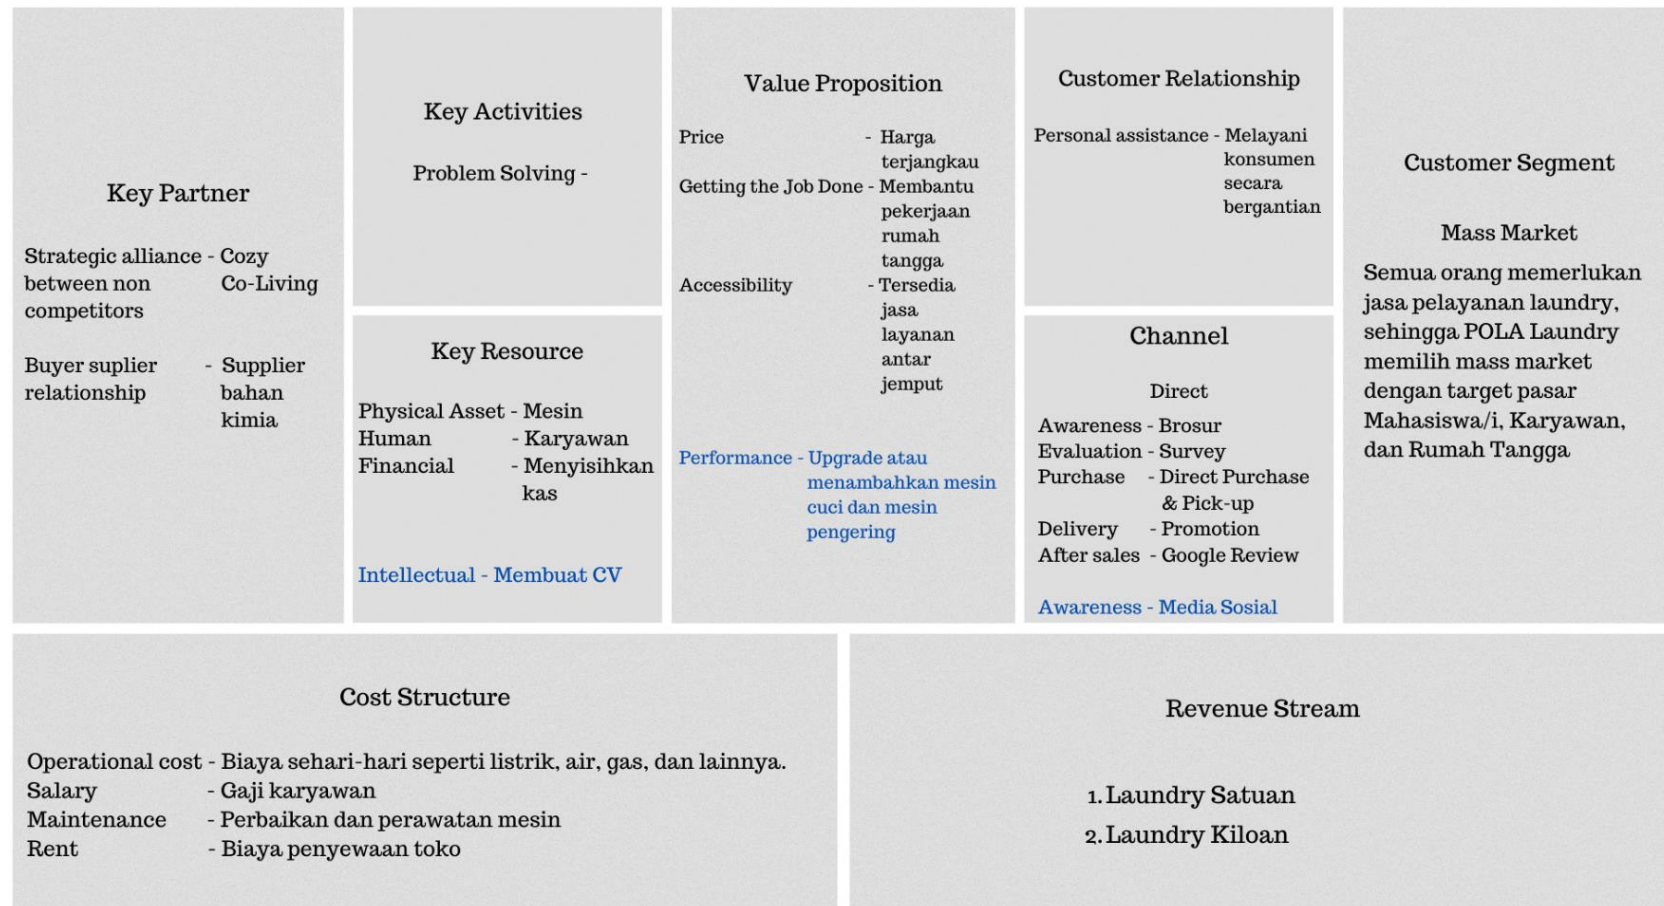 Key Partner
Strategic alliance - Cozy
between non Co-Living
competitors
Buyer suplier - Supplier
relationship bahan
kimia
Key Activities
Problem Solving -
Key Resource
Physical Asset - Mesin
Human - Karyawan
Financial - Menyisihkan
kas
Intellectual - Membuat CV
Value Proposition
Price - Harga
terjangkau
Getting the Job Done - Membantu
pekerjaan
rumah
tangga
Accessibility - Tersedia
jasa
layanan
antar
jemput
Performance - Upgrade atau
menambahkan mesin
cuci dan mesin
pengering
Customer Relationship
Personal assistance - Melayani
konsumen
secara
bergantian
Channel
Direct
Awareness - Brosur
Evaluation - Survey
Purchase - Direct Purchase
& Pick-up
Delivery - Promotion
After sales - Google Review
Awareness - Media Sosial
Customer Segment
Mass Market
Semua orang memerlukan
jasa pelayanan laundry,
sehingga POLA Laundry
memilih mass market
dengan target pasar
Mahasiswa/i, Karyawan,
dan Rumah Tangga
Cost Structure
Operational cost - Biaya sehari-hari seperti listrik, air, gas, dan lainnya.
Salary - Gaji karyawan
Maintenance - Perbaikan dan perawatan mesin
Rent - Biaya penyewaan toko
Revenue Stream
1. Laundry Satuan
2. Laundry Kiloan